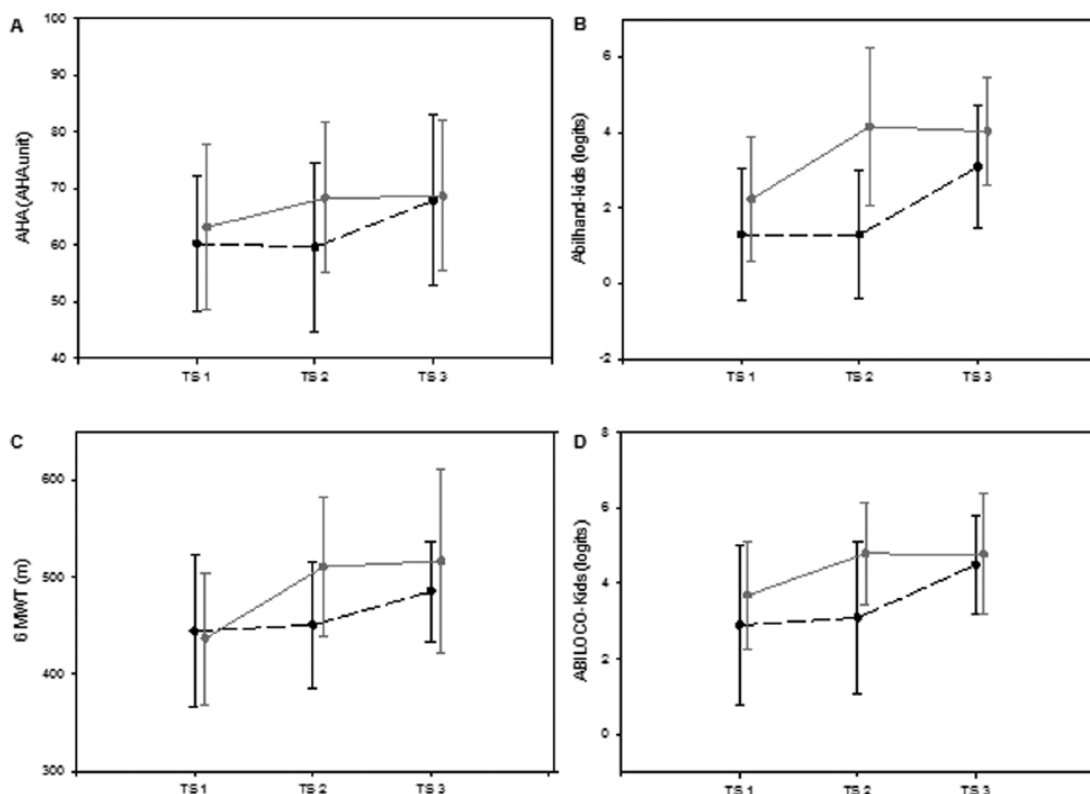 A
AHA (AHA unit)
100
90
80
70
60
50
40
TS 1
TS 2
TS 3
B
Abilhand-kids (logits)
6
4
2
0
-2
TS 1
TS 2
TS 3
C
6 MWT (m)
600
500
400
300
TS 1
TS 2
TS 3
D
ABILOCO-Kids (logits)
8
6
4
2
0
TS 1
TS 2
TS 3